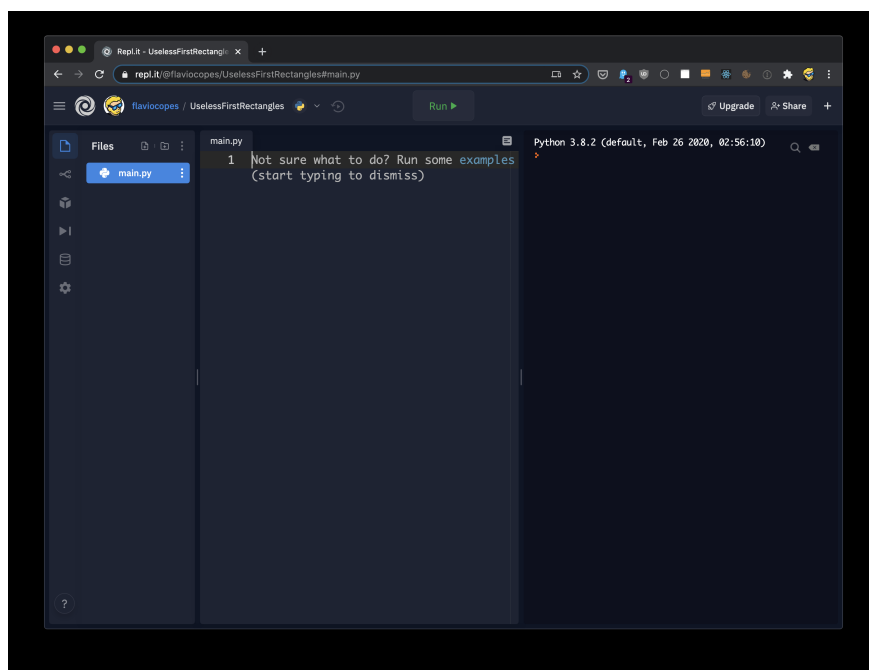 Repl.it - UselessFirstRectangle
repl.it/@flaviocopes/UselessFirstRectangles#main.py
2
flaviocopes / UselessFirstRectangles
Run
Upgrade
Share
Files
main.py
main.py
1 Not sure what to do? Run some examples
(start typing to dismiss)
Python 3.8.2 (default, Feb 26 2020, 02:56:10)
>
?